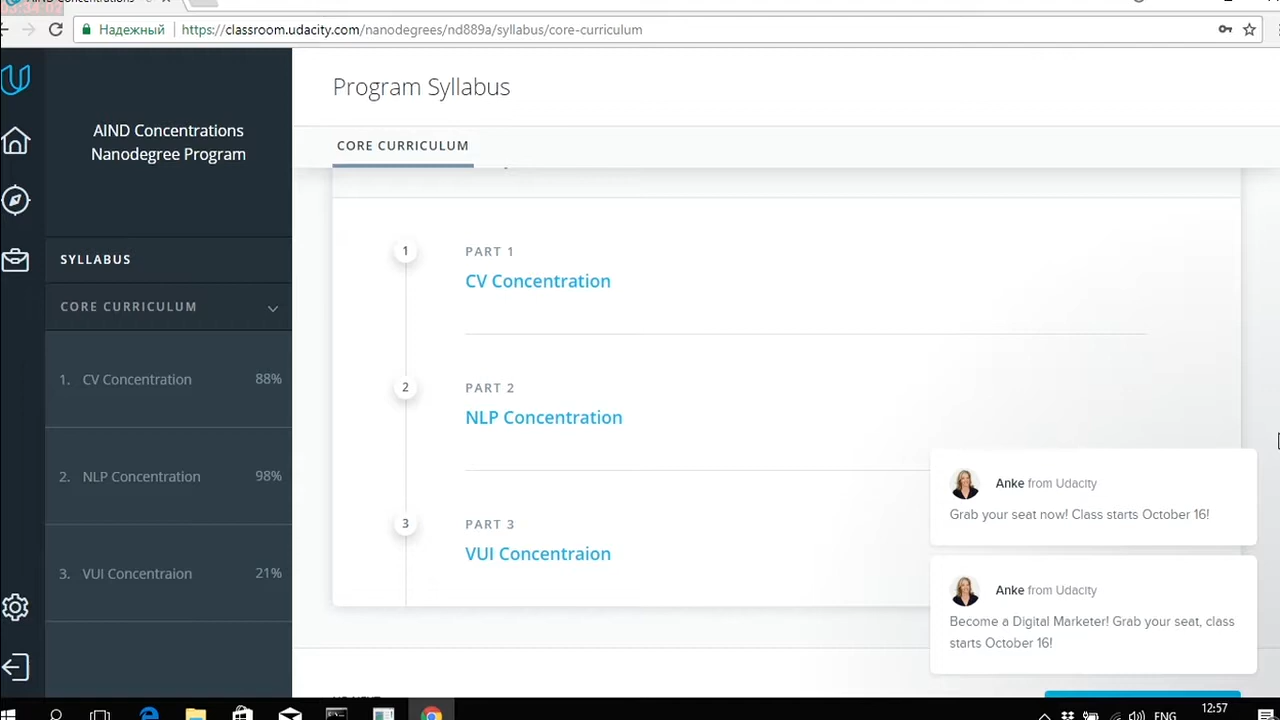 AIND Concentrations
Надежный
https://classroom.udacity.com/nanodegrees/nd889a/syllabus/core-curriculum
AIND Concentrations
Nanodegree Program
SYLLABUS
CORE CURRICULUM
1. CV Concentration 88%
2. NLP Concentration 98%
3. VUI Concentraion 21%
Program Syllabus
CORE CURRICULUM
1
PART 1
CV Concentration
2
PART 2
NLP Concentration
3
PART 3
VUI Concentraion
Anke from Udacity
Grab your seat now! Class starts October 16!
Anke from Udacity
Become a Digital Marketer! Grab your seat, class
starts October 16!
ENG
12:57